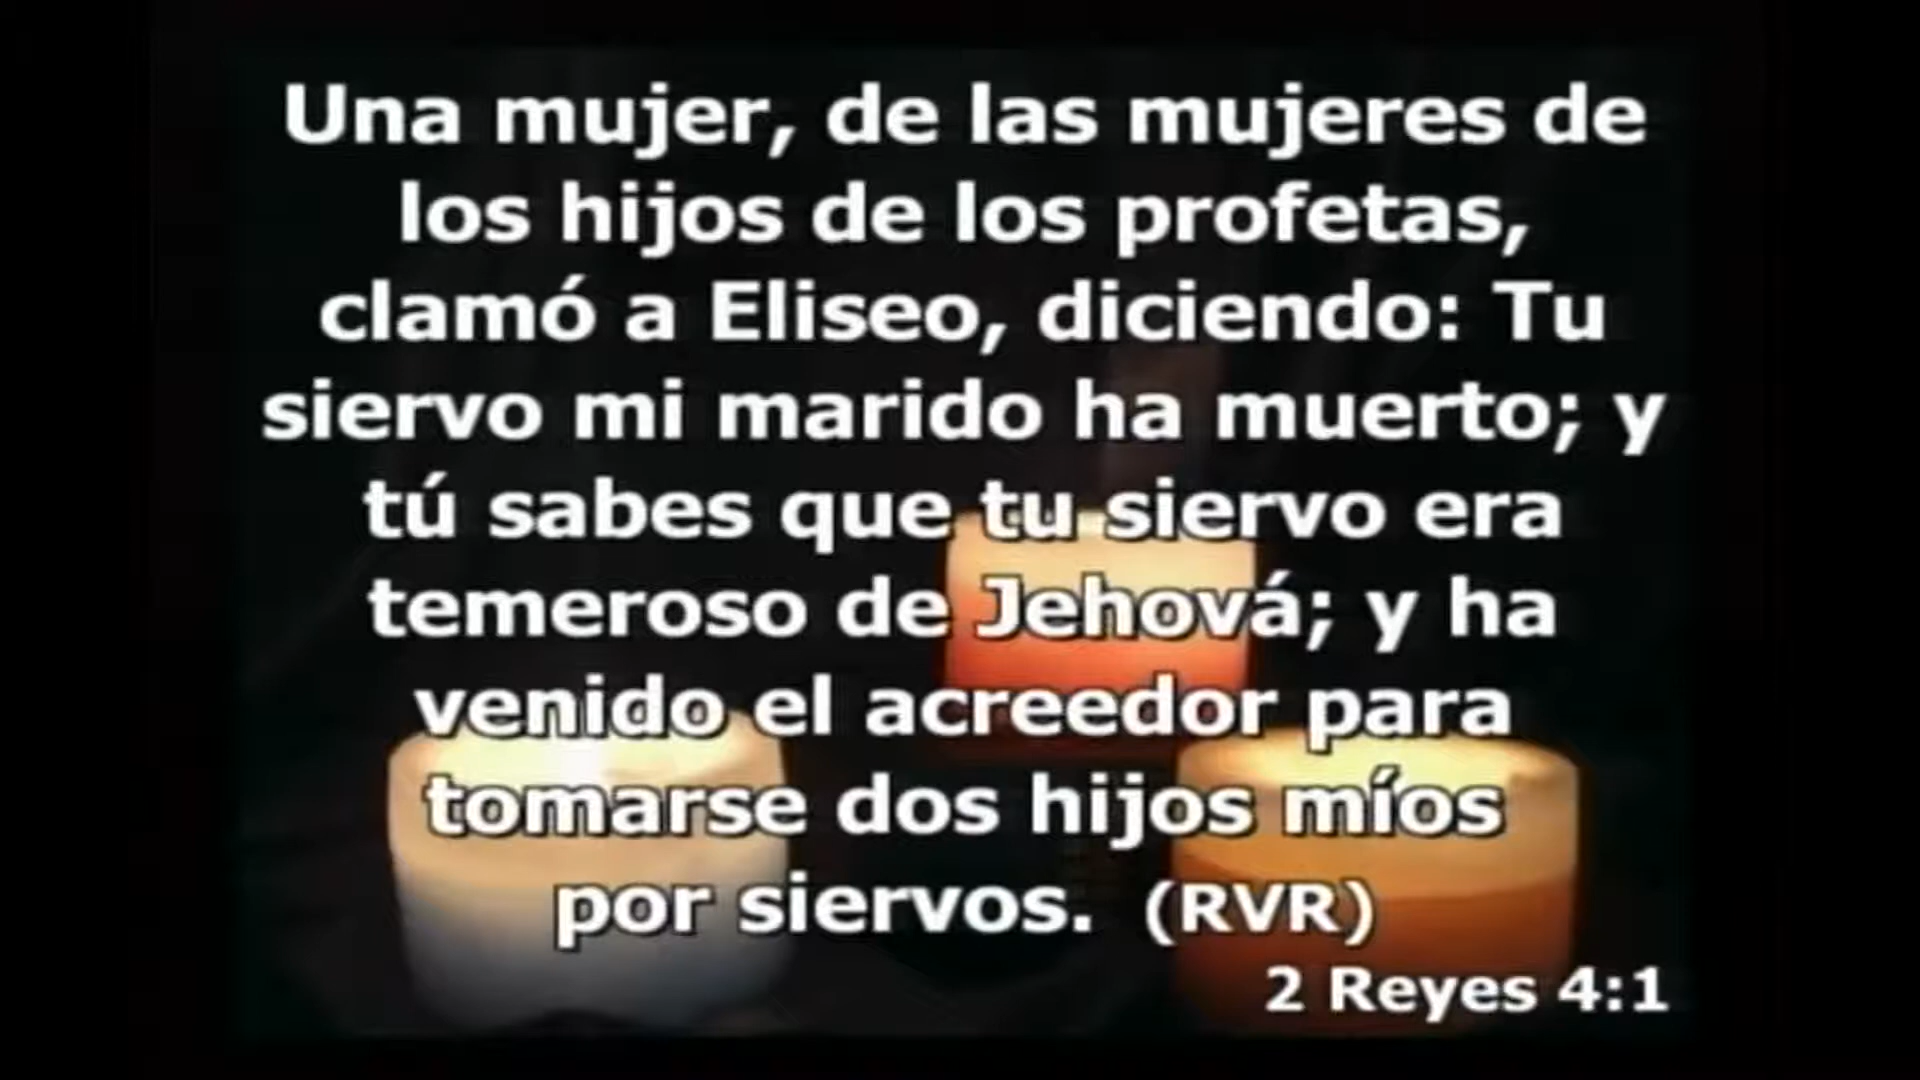 Una mujer, de las mujeres de
los hijos de los profetas,
clamó a Eliseo, diciendo: Tu
siervo mi marido ha muerto; y
tú sabes que tu siervo era
temeroso de Jehová; y ha
venido el acreedor para
tomarse dos hijos míos
por siervos. (RVR)
2 Reyes 4:1